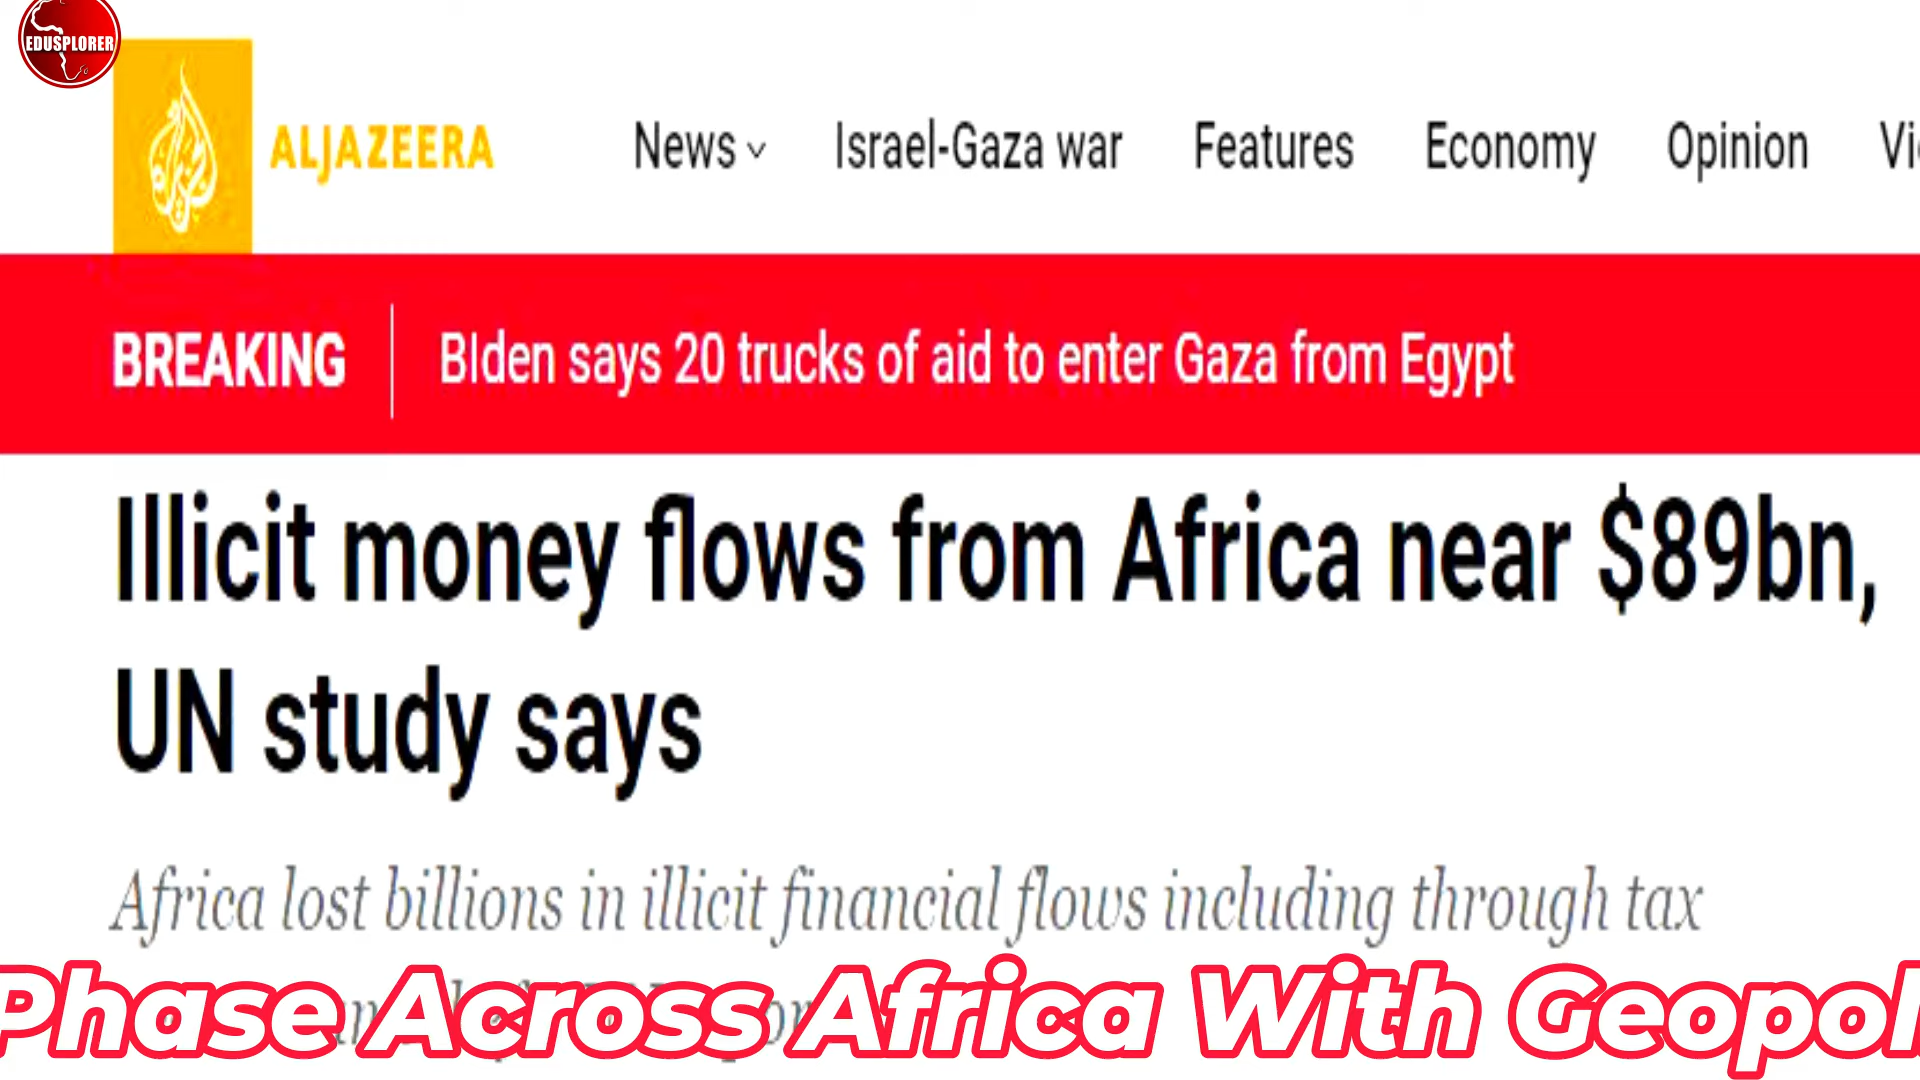 EDUSPLORER
ALJAZEERA
News Israel-Gaza war Features Economy Opinion
BREAKING BIden says 20 trucks of aid to enter Gaza from Egypt
Illicit money flows from Africa near $89bn,
UN study says
Africa lost billions in illicit financial flows including through tax
Phase Across Africa With Geopol